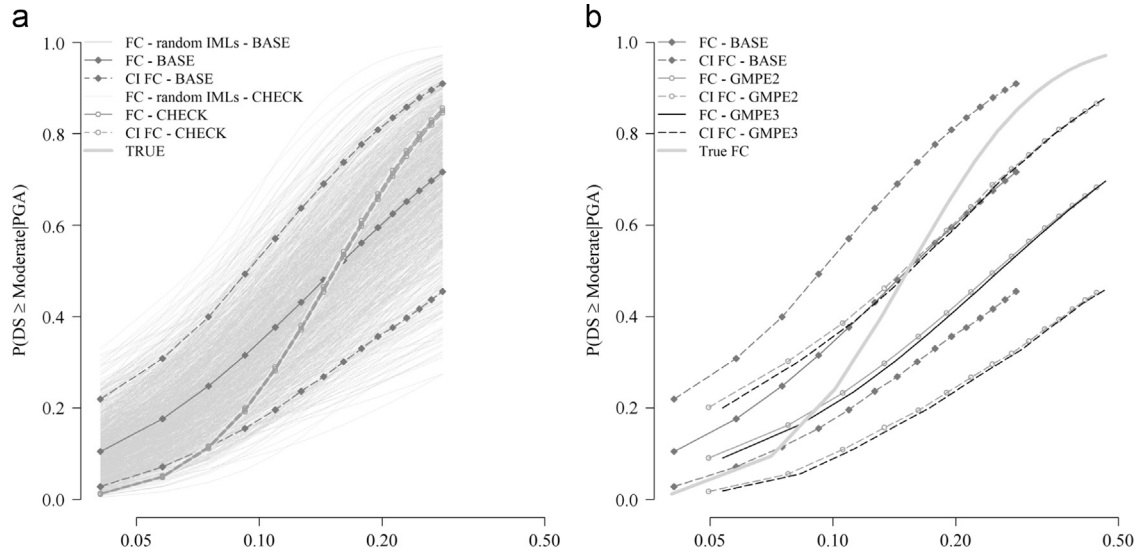 a
FC - random IMLs - BASE
FC - BASE
CI FC - BASE
FC - random IMLs - CHECK
FC - CHECK
CI FC - CHECK
TRUE
P(DS ≥ Moderate|PGA)
1.0
0.8
0.6
0.4
0.2
0.0
0.05 0.10 0.20 0.50
b
FC - BASE
CI FC - BASE
FC - GMPE2
CI FC - GMPE2
FC - GMPE3
CI FC - GMPE3
True FC
P(DS ≥ Moderate|PGA)
1.0
0.8
0.6
0.4
0.2
0.0
0.05 0.10 0.20 0.50